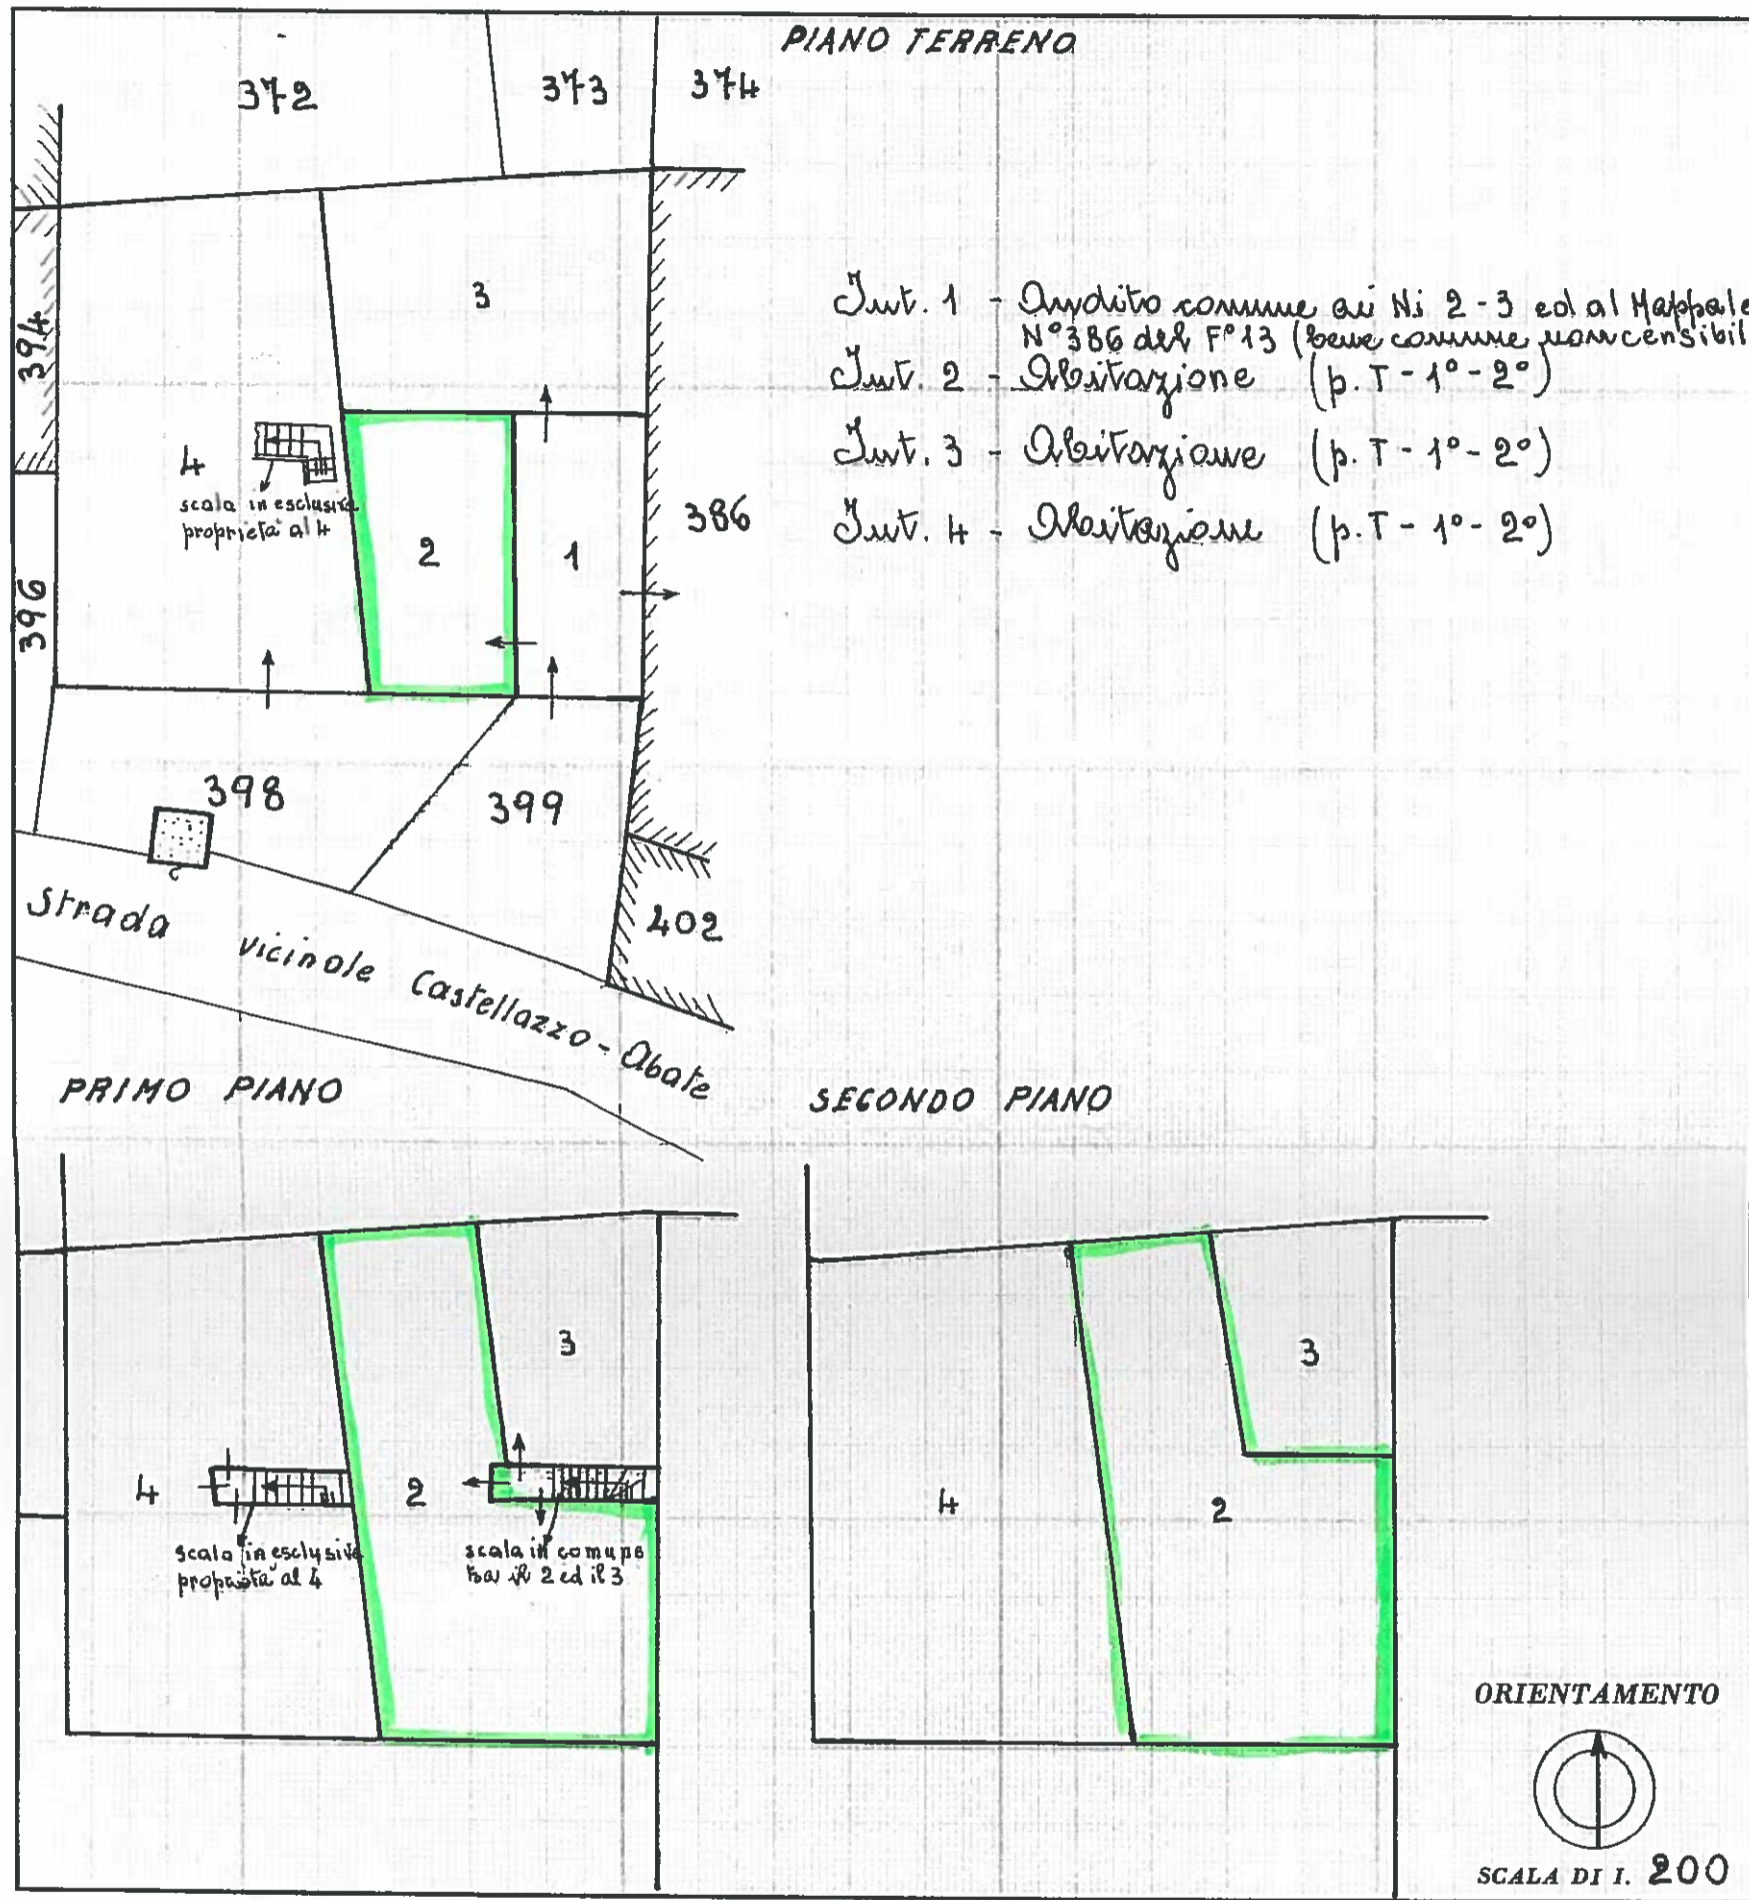 PIANO TERRENO
372
373
374
394
3
Int. 1 - Andito comune ai Ni 2-3 ed al Mappale
N° 386 del F° 13 (bene comune non censibil
Int. 2 - Abitazione (p. T - 1° - 2°)
Int. 3 - Abitazione (p. T - 1° - 2°)
Int. 4 - Abitazione (p. T - 1° - 2°)
4
scala in esclusiva
proprietà al 4
2
1
386
396
398
399
402
Strada vicinale Castellazzo - Abate
PRIMO PIANO
SECONDO PIANO
3
4
2
scala in esclusiva
proprietà al 4
scala in comune
tra il 2 ed il 3
3
4
2
ORIENTAMENTO
SCALA DI I. 200